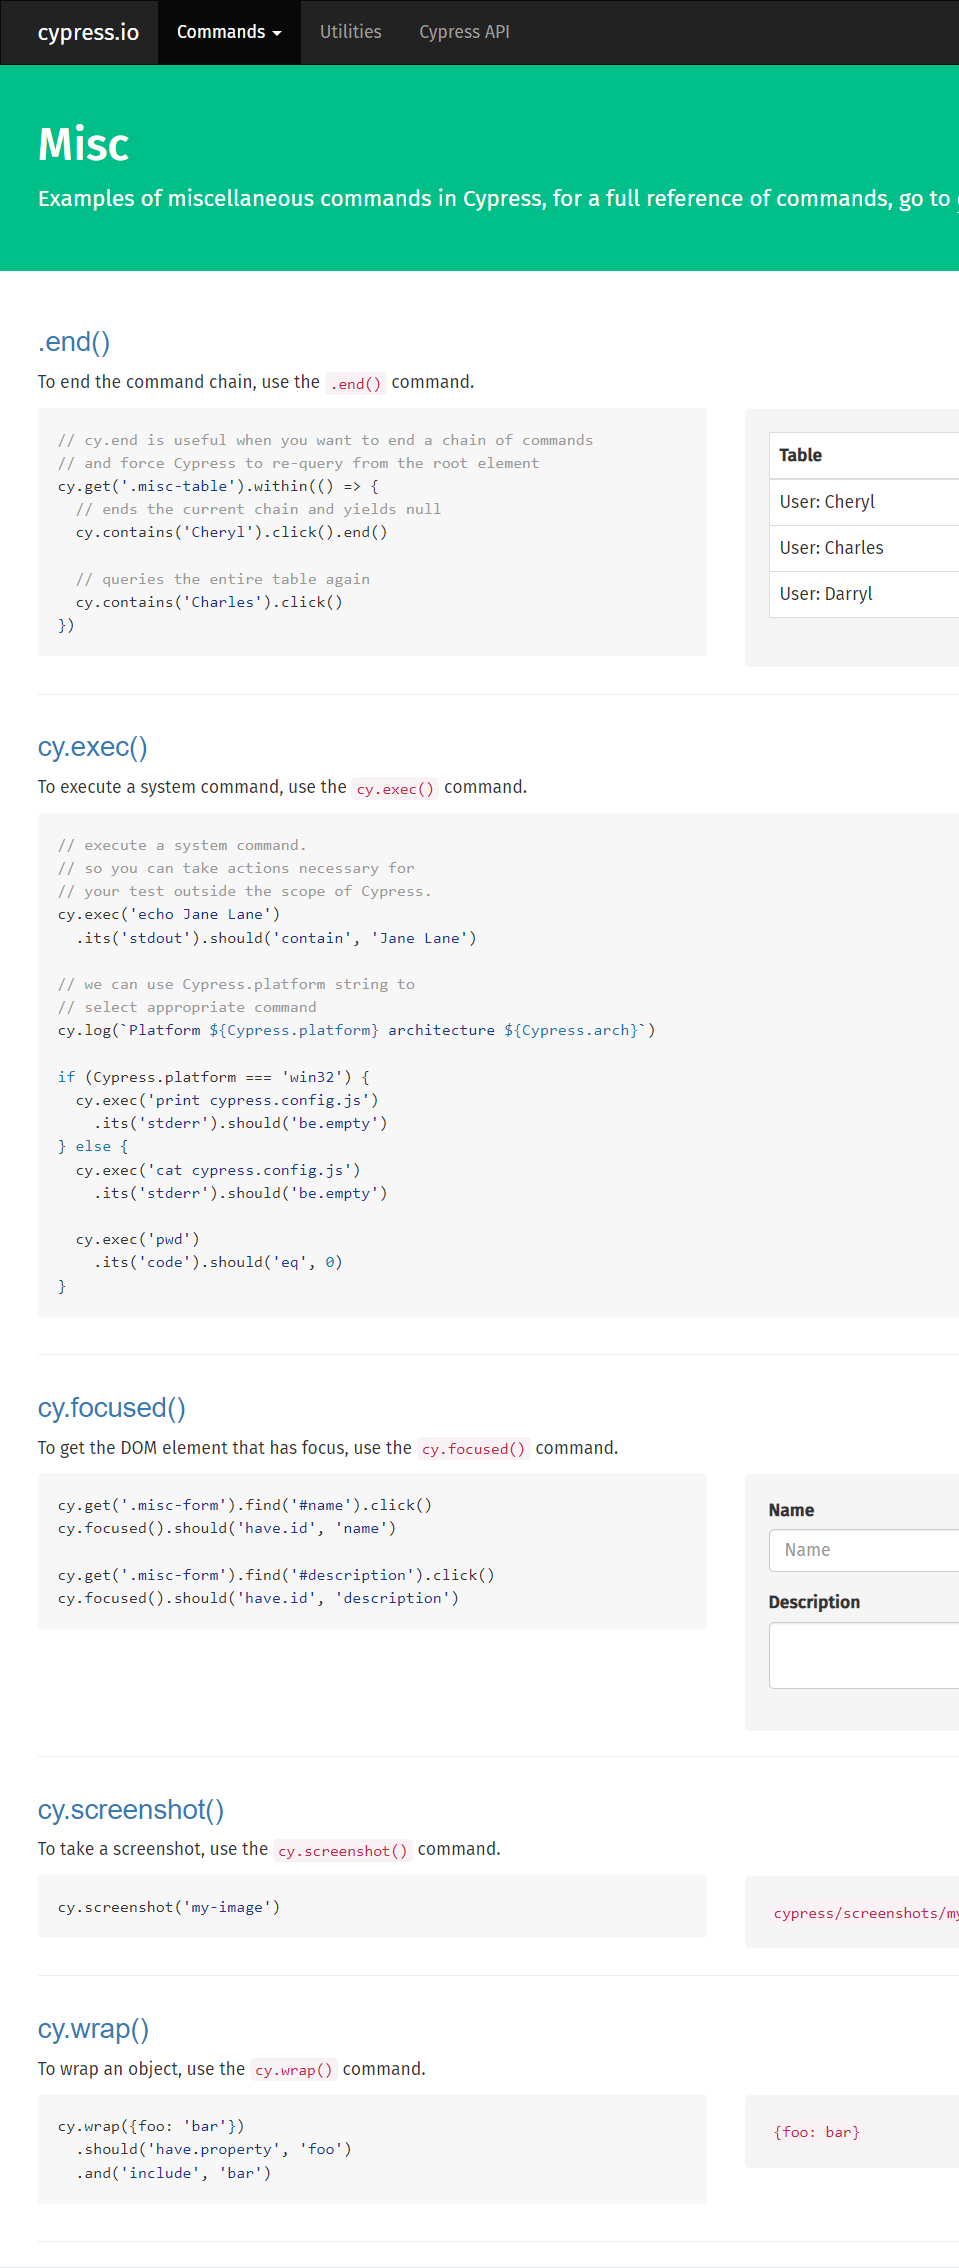 cypress.io Commands Utilities Cypress API
Misc
Examples of miscellaneous commands in Cypress, for a full reference of commands, go to
.end()
To end the command chain, use the .end() command.
// cy.end is useful when you want to end a chain of commands
// and force Cypress to re-query from the root element
cy.get('.misc-table').within(() => {
  // ends the current chain and yields null
  cy.contains('Cheryl').click().end()
  // queries the entire table again
  cy.contains('Charles').click()
})
Table
User: Cheryl
User: Charles
User: Darryl
cy.exec()
To execute a system command, use the cy.exec() command.
// execute a system command.
// so you can take actions necessary for
// your test outside the scope of Cypress.
cy.exec('echo Jane Lane')
  .its('stdout').should('contain', 'Jane Lane')
// we can use Cypress.platform string to
// select appropriate command
cy.log(`Platform ${Cypress.platform} architecture ${Cypress.arch}`)
if (Cypress.platform === 'win32') {
  cy.exec('print cypress.config.js')
    .its('stderr').should('be.empty')
} else {
  cy.exec('cat cypress.config.js')
    .its('stderr').should('be.empty')
  cy.exec('pwd')
    .its('code').should('eq', 0)
}
cy.focused()
To get the DOM element that has focus, use the cy.focused() command.
cy.get('.misc-form').find('#name').click()
cy.focused().should('have.id', 'name')
cy.get('.misc-form').find('#description').click()
cy.focused().should('have.id', 'description')
Name
Name
Description
cy.screenshot()
To take a screenshot, use the cy.screenshot() command.
cy.screenshot('my-image')
cypress/screenshots/my
cy.wrap()
To wrap an object, use the cy.wrap() command.
cy.wrap({foo: 'bar'})
  .should('have.property', 'foo')
  .and('include', 'bar')
{foo: bar}